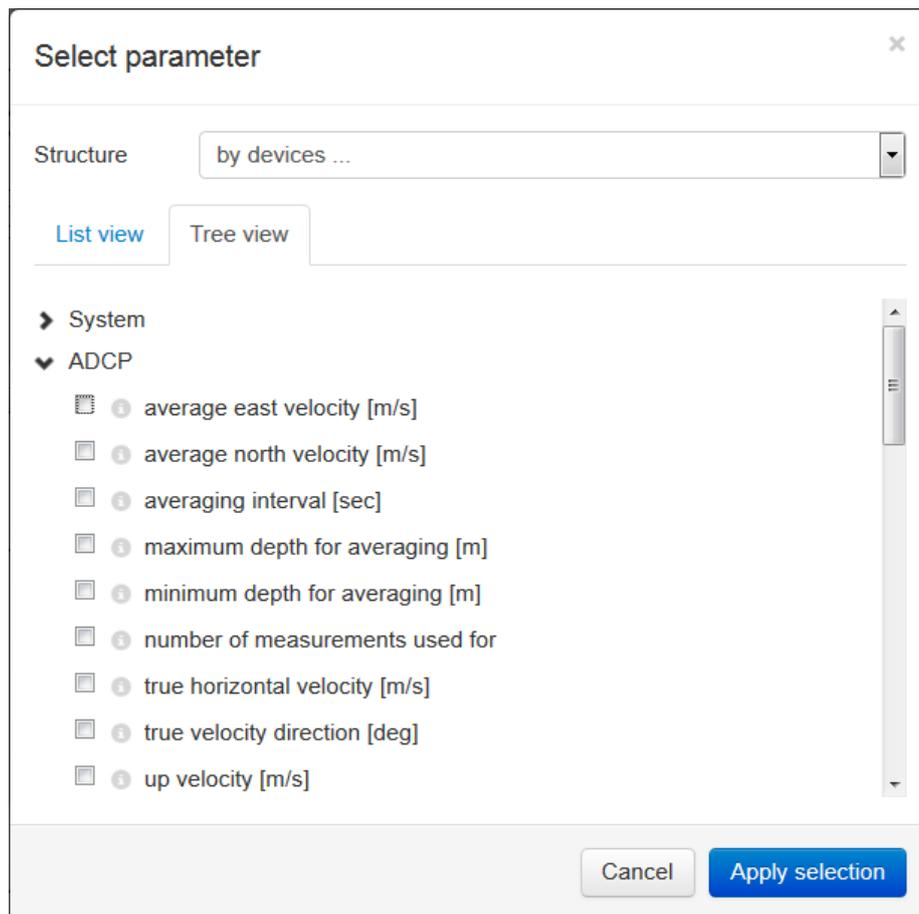 Select parameter
×
Structure by devices ...
List view Tree view
System
ADCP
average east velocity [m/s]
average north velocity [m/s]
averaging interval [sec]
maximum depth for averaging [m]
minimum depth for averaging [m]
number of measurements used for
true horizontal velocity [m/s]
true velocity direction [deg]
up velocity [m/s]
Cancel Apply selection